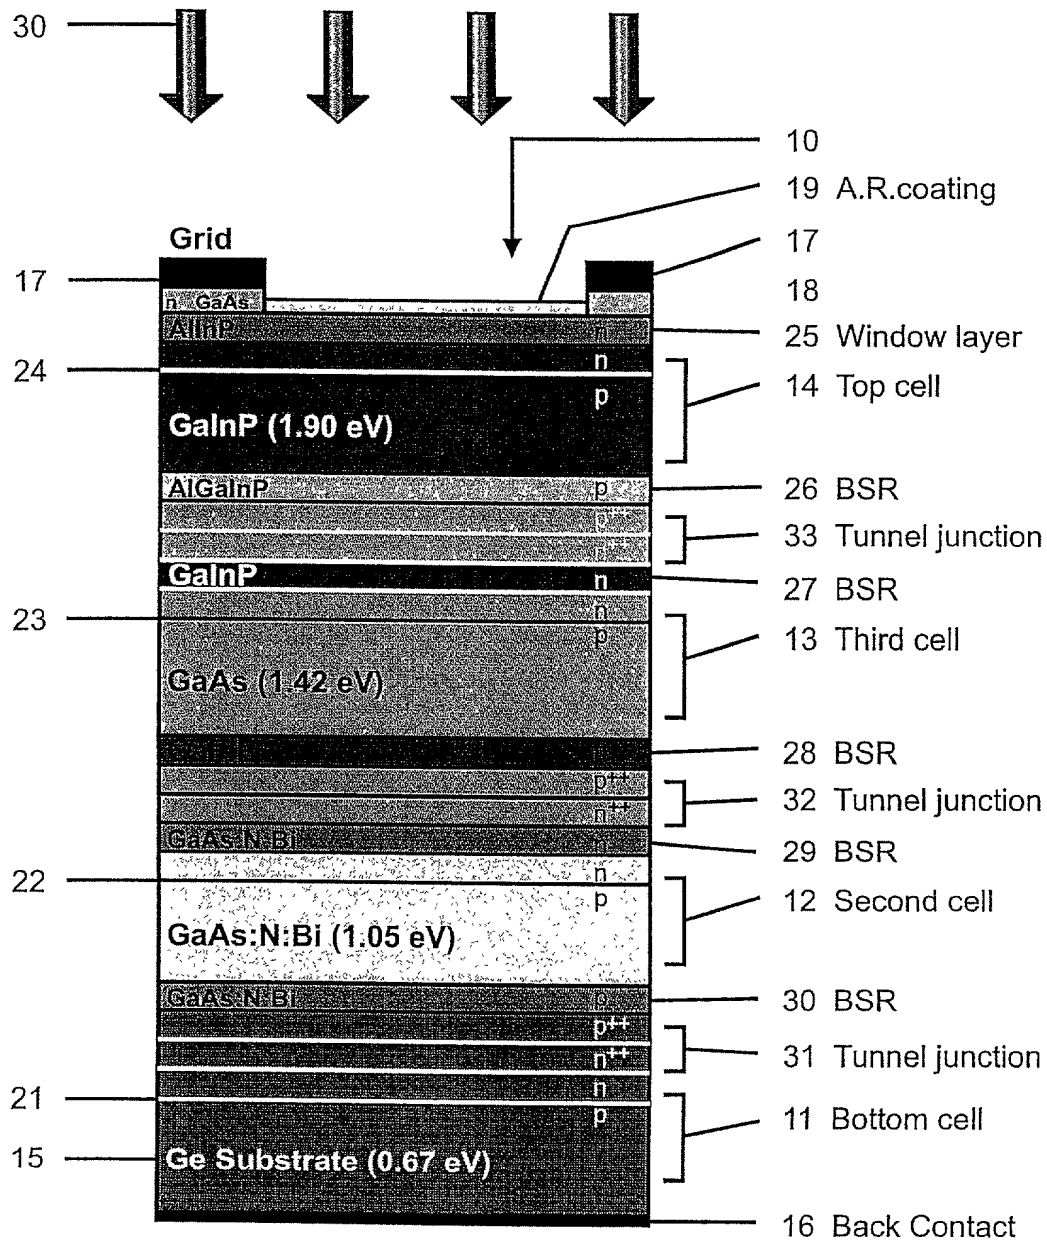 30
10
19 A.R.coating
Grid
17
17
n GaAs
18
AlInP
n
25 Window layer
n
24
p
14 Top cell
GaInP (1.90 eV)
AlGaInP
p
26 BSR
p++
33 Tunnel junction
GaInP
n
27 BSR
n
23
p
13 Third cell
GaAs (1.42 eV)
28 BSR
p++
32 Tunnel junction
n++
GaAs:N:Bi
29 BSR
n
22
p
12 Second cell
GaAs:N:Bi (1.05 eV)
GaAs:N:Bi
p
30 BSR
p++
n++
31 Tunnel junction
n
21
p
11 Bottom cell
15
Ge Substrate (0.67 eV)
16 Back Contact